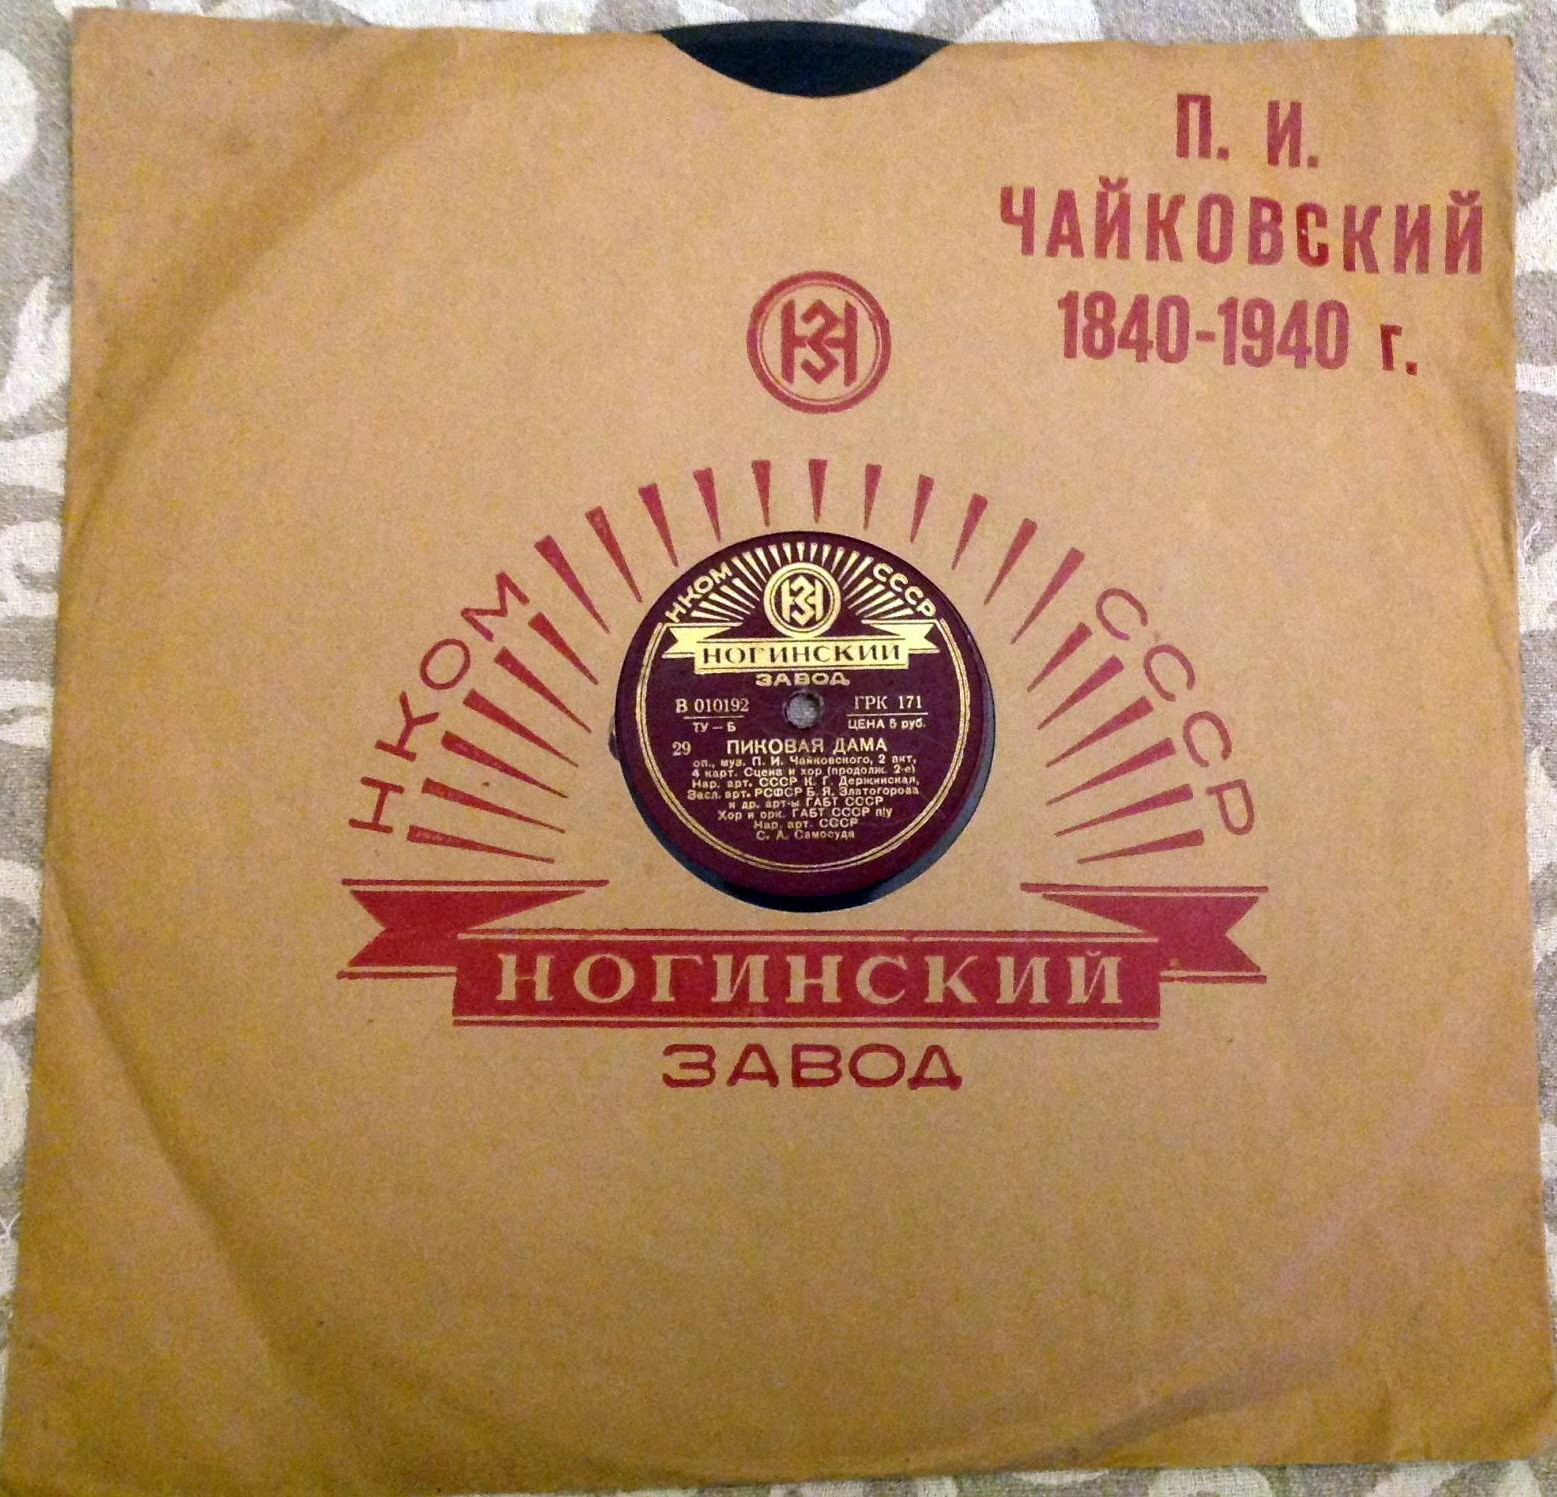 П. И.
ЧАЙКОВСКИЙ
1840-1940 г.
НЗН
НКОМ СССР
НКОМ СССР
НЗН
НОГИНСКИЙ
ЗАВОД
В 010192 ГРК 171
ТУ — Б ЦЕНА 5 руб.
29 ПИКОВАЯ ДАМА
оп., муз. П. И. Чайковского, 2 акт,
4 карт. Сцена и хор (продолж. 2-е)
Нар. арт. СССР К. Г. Держинская,
Засл. арт. РСФСР Б. Я. Златогорова
и др. арт-ы ГАБТ СССР
Хор и орк. ГАБТ СССР п/у
Нар. арт. СССР
С. А. Самосуда
НОГИНСКИЙ
ЗАВОД